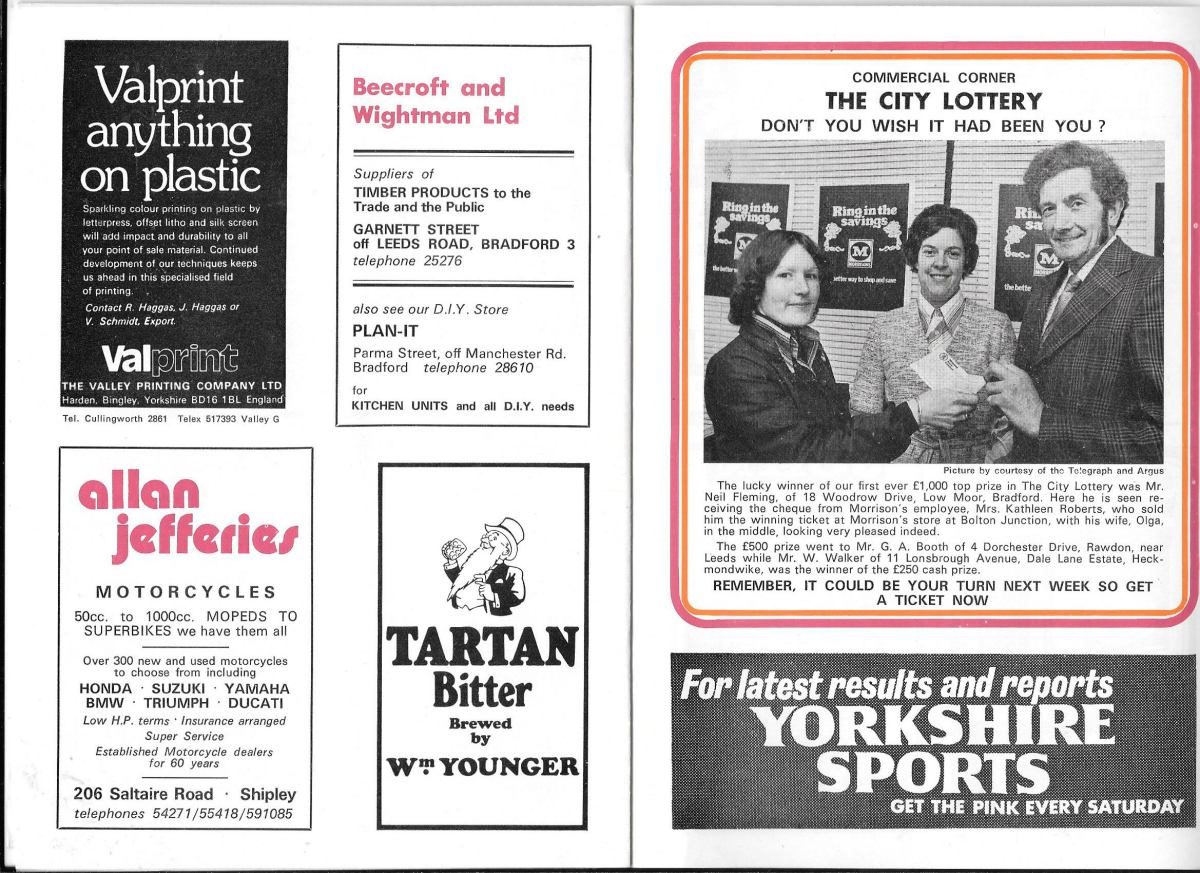 Valprint
anything
on plastic
Sparkling colour printing on plastic by
letterpress, offset litho and silk screen
will add impact and durability to all
your point of sale material. Continued
development of our techniques keeps
us ahead in this specialised field
of printing.
Contact R. Haggas, J. Haggas or
V. Schmidt, Export.
Valprint
THE VALLEY PRINTING COMPANY LTD
Harden, Bingley, Yorkshire BD16 1BL England
Tel. Cullingworth 2861 Telex 517393 Valley G
Beecroft and
Wightman Ltd
Suppliers of
TIMBER PRODUCTS to the
Trade and the Public
GARNETT STREET
off LEEDS ROAD, BRADFORD 3
telephone 25276
also see our D.I.Y. Store
PLAN-IT
Parma Street, off Manchester Rd.
Bradford telephone 28610
for
KITCHEN UNITS and all D.I.Y. needs
allan
jefferies
MOTORCYCLES
50cc. to 1000cc. MOPEDS TO
SUPERBIKES we have them all
Over 300 new and used motorcycles
to choose from including
HONDA · SUZUKI · YAMAHA
BMW · TRIUMPH · DUCATI
Low H.P. terms · Insurance arranged
Super Service
Established Motorcycle dealers
for 60 years
206 Saltaire Road · Shipley
telephones 54271/55418/591085
TARTAN
Bitter
Brewed
by
Wm. YOUNGER
COMMERCIAL CORNER
THE CITY LOTTERY
DON'T YOU WISH IT HAD BEEN YOU ?
Ring in the
savings
M
the better w
Ring in the
savings
M
MORRISONS
better way to shop and save
Rin
sa
M
the bette
Picture by courtesy of the Telegraph and Argus
The lucky winner of our first ever £1,000 top prize in The City Lottery was Mr.
Neil Fleming, of 18 Woodrow Drive, Low Moor, Bradford. Here he is seen re-
ceiving the cheque from Morrison's employee, Mrs. Kathleen Roberts, who sold
him the winning ticket at Morrison's store at Bolton Junction, with his wife, Olga,
in the middle, looking very pleased indeed.
The £500 prize went to Mr. G. A. Booth of 4 Dorchester Drive, Rawdon, near
Leeds while Mr. W. Walker of 11 Lonsbrough Avenue, Dale Lane Estate, Heck-
mondwike, was the winner of the £250 cash prize.
REMEMBER, IT COULD BE YOUR TURN NEXT WEEK SO GET
A TICKET NOW
For latest results and reports
YORKSHIRE
SPORTS
GET THE PINK EVERY SATURDAY